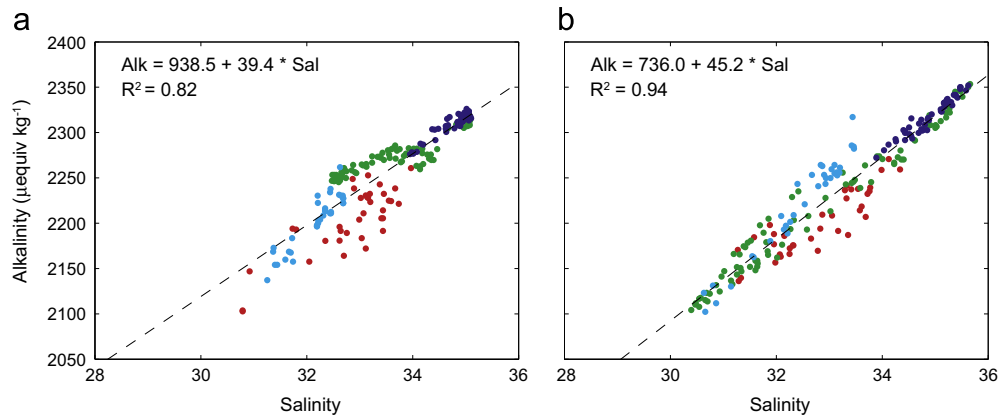 a
b
2400
2350
2300
2250
2200
2150
2100
2050
Alkalinity (µequiv kg⁻¹)
Alk = 938.5 + 39.4 * Sal
R² = 0.82
Alk = 736.0 + 45.2 * Sal
R² = 0.94
28 30 32 34 36
28 30 32 34 36
Salinity
Salinity